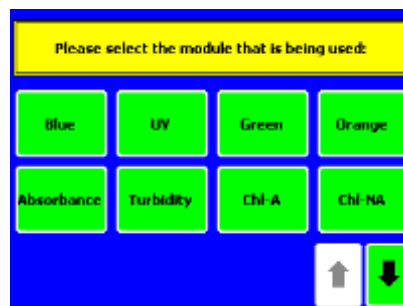 Please select the module that is being used:
Blue UV Green Orange
Absorbance Turbidity Chl-A Chl-NA